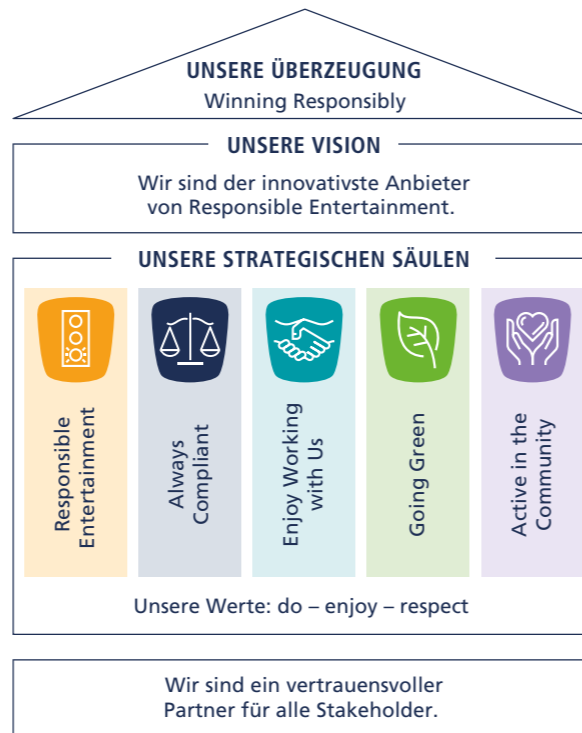 UNSERE ÜBERZEUGUNG
Winning Responsibly
UNSERE VISION
Wir sind der innovativste Anbieter
von Responsible Entertainment.
UNSERE STRATEGISCHEN SÄULEN
Responsible
Entertainment
Always
Compliant
Enjoy Working
with Us
Going Green
Active in the
Community
Unsere Werte: do – enjoy – respect
Wir sind ein vertrauensvoller
Partner für alle Stakeholder.